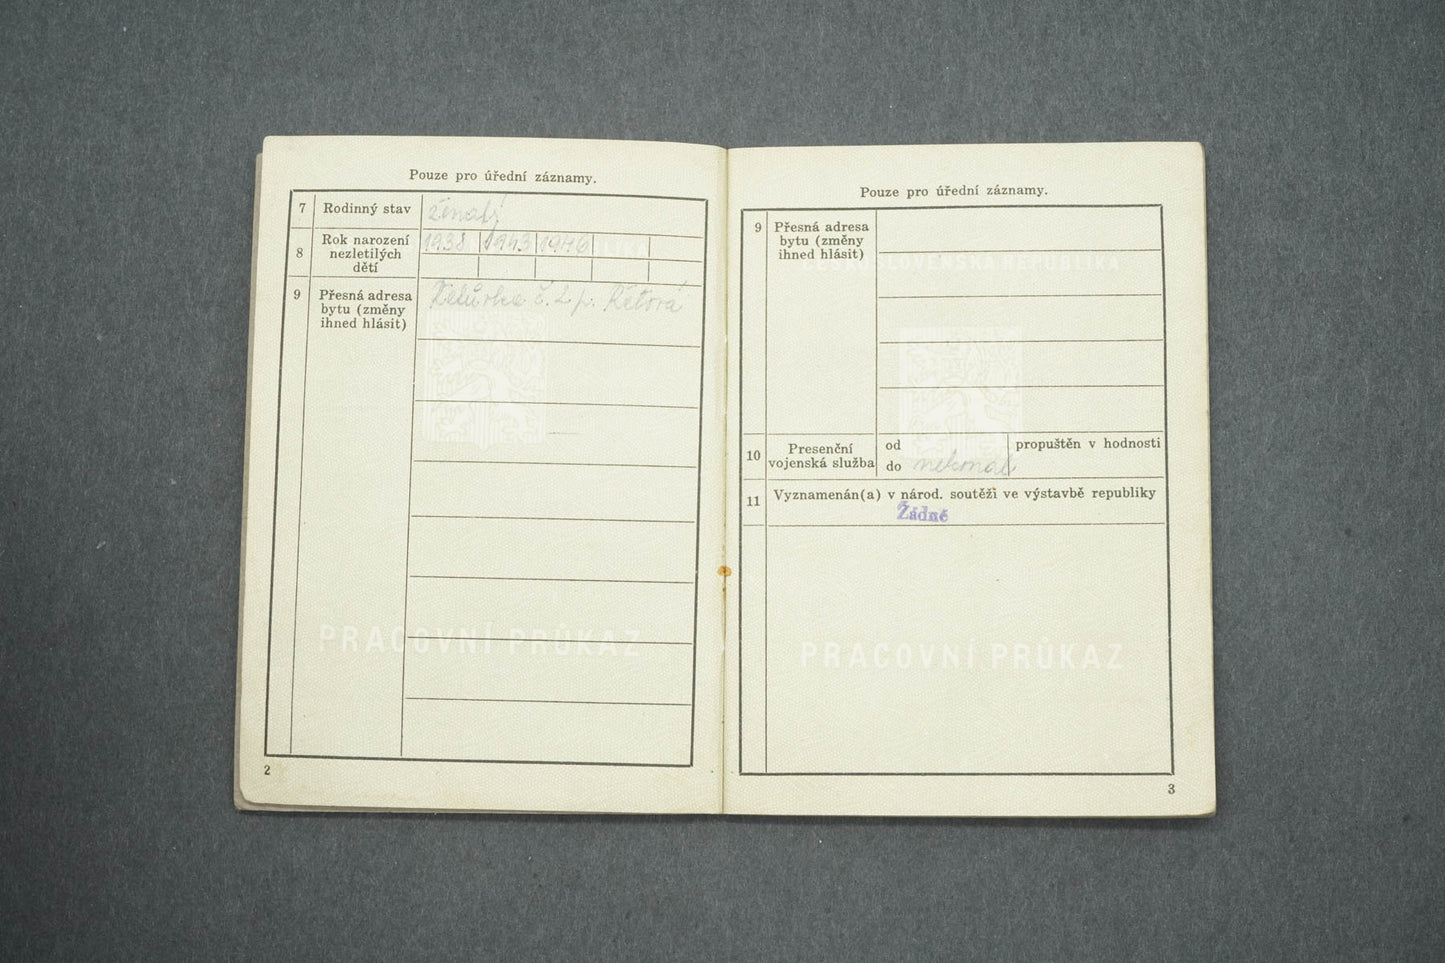 Pouze pro úřední záznamy.
7 Rodinný stav ženatý
8 Rok narození nezletilých dětí 1938 1943 1946
9 Přesná adresa bytu (změny ihned hlásit) č. Řetová
PRACOVNÍ PRŮKAZ
2
Pouze pro úřední záznamy.
9 Přesná adresa bytu (změny ihned hlásit)
ČESKOSLOVENSKÁ REPUBLIKA
10 Presenční vojenská služba od propuštěn v hodnosti
do nekonal
11 Vyznamenán(a) v národ. soutěži ve výstavbě republiky
Žádné
PRACOVNÍ PRŮKAZ
3